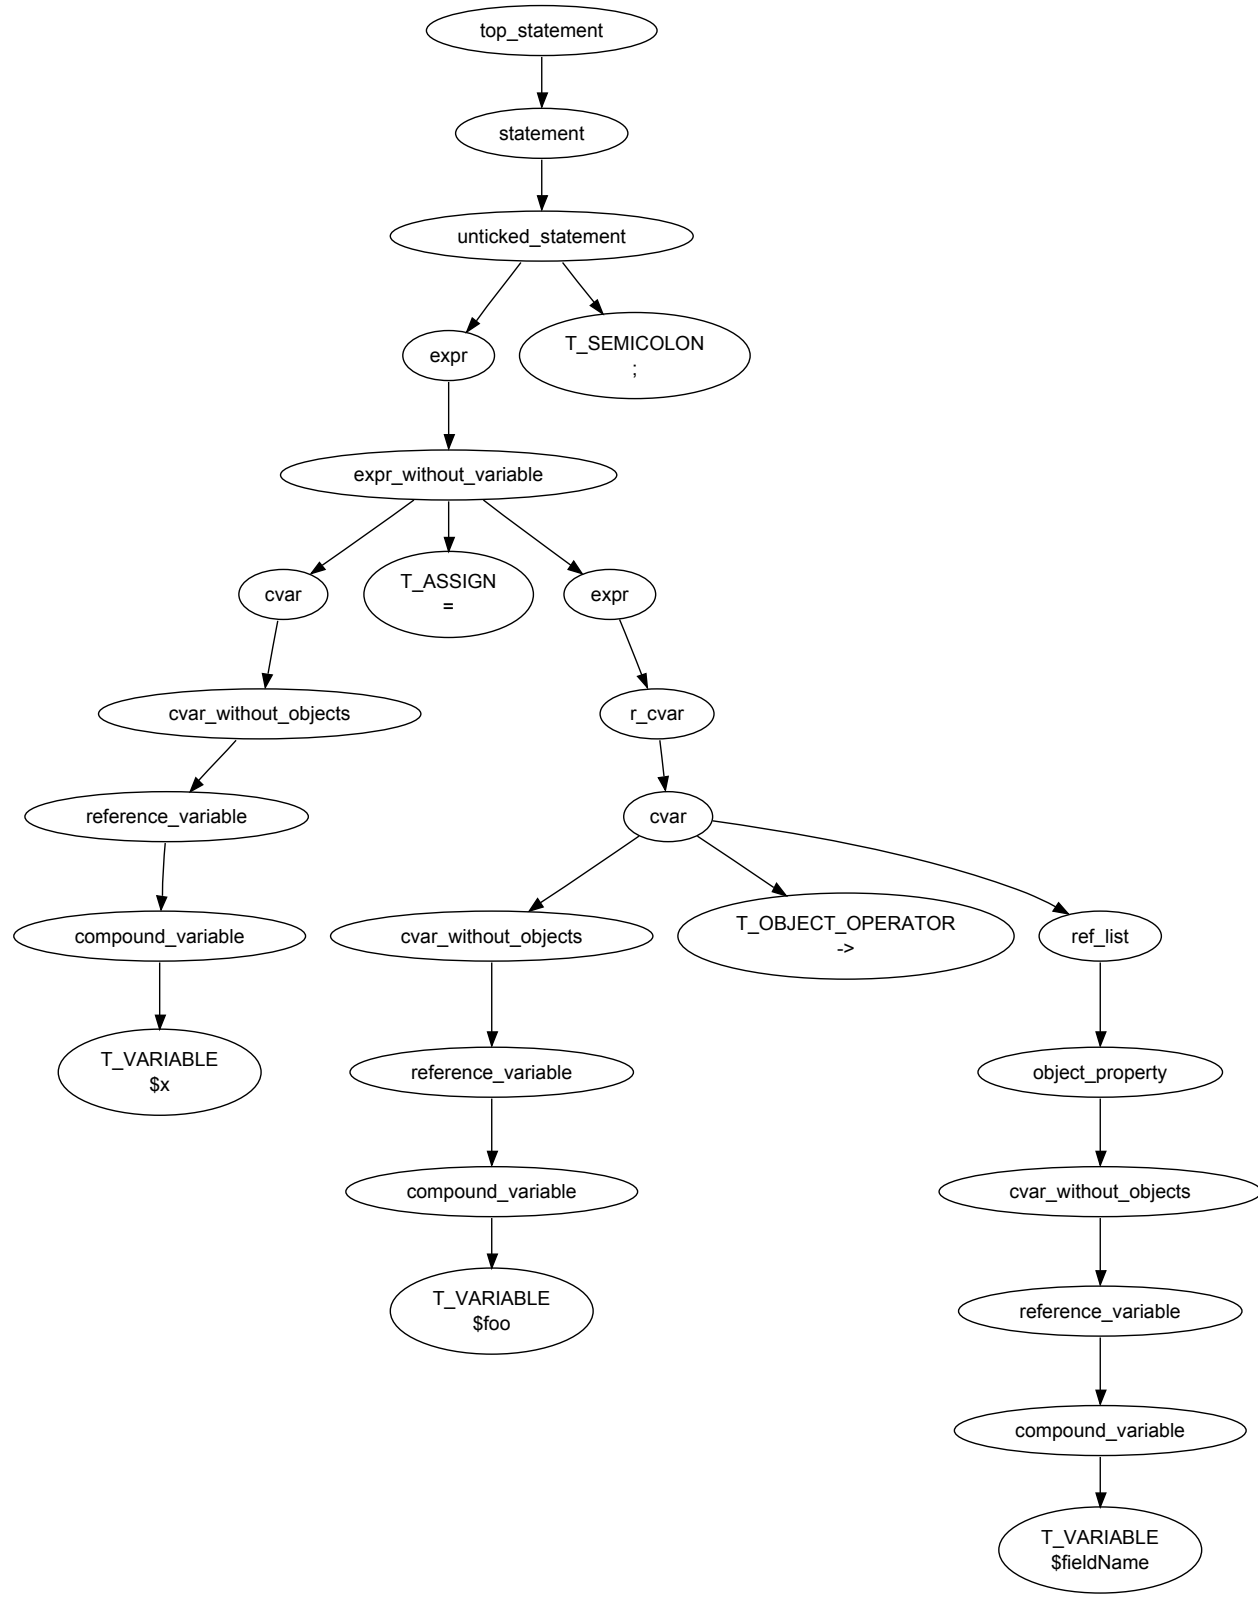 top_statement
statement
unticked_statement
expr
T_SEMICOLON
;
expr_without_variable
cvar
T_ASSIGN
=
expr
cvar_without_objects
r_cvar
reference_variable
cvar
compound_variable
cvar_without_objects
T_OBJECT_OPERATOR
->
ref_list
T_VARIABLE
$x
reference_variable
object_property
compound_variable
cvar_without_objects
T_VARIABLE
$foo
reference_variable
compound_variable
T_VARIABLE
$fieldName